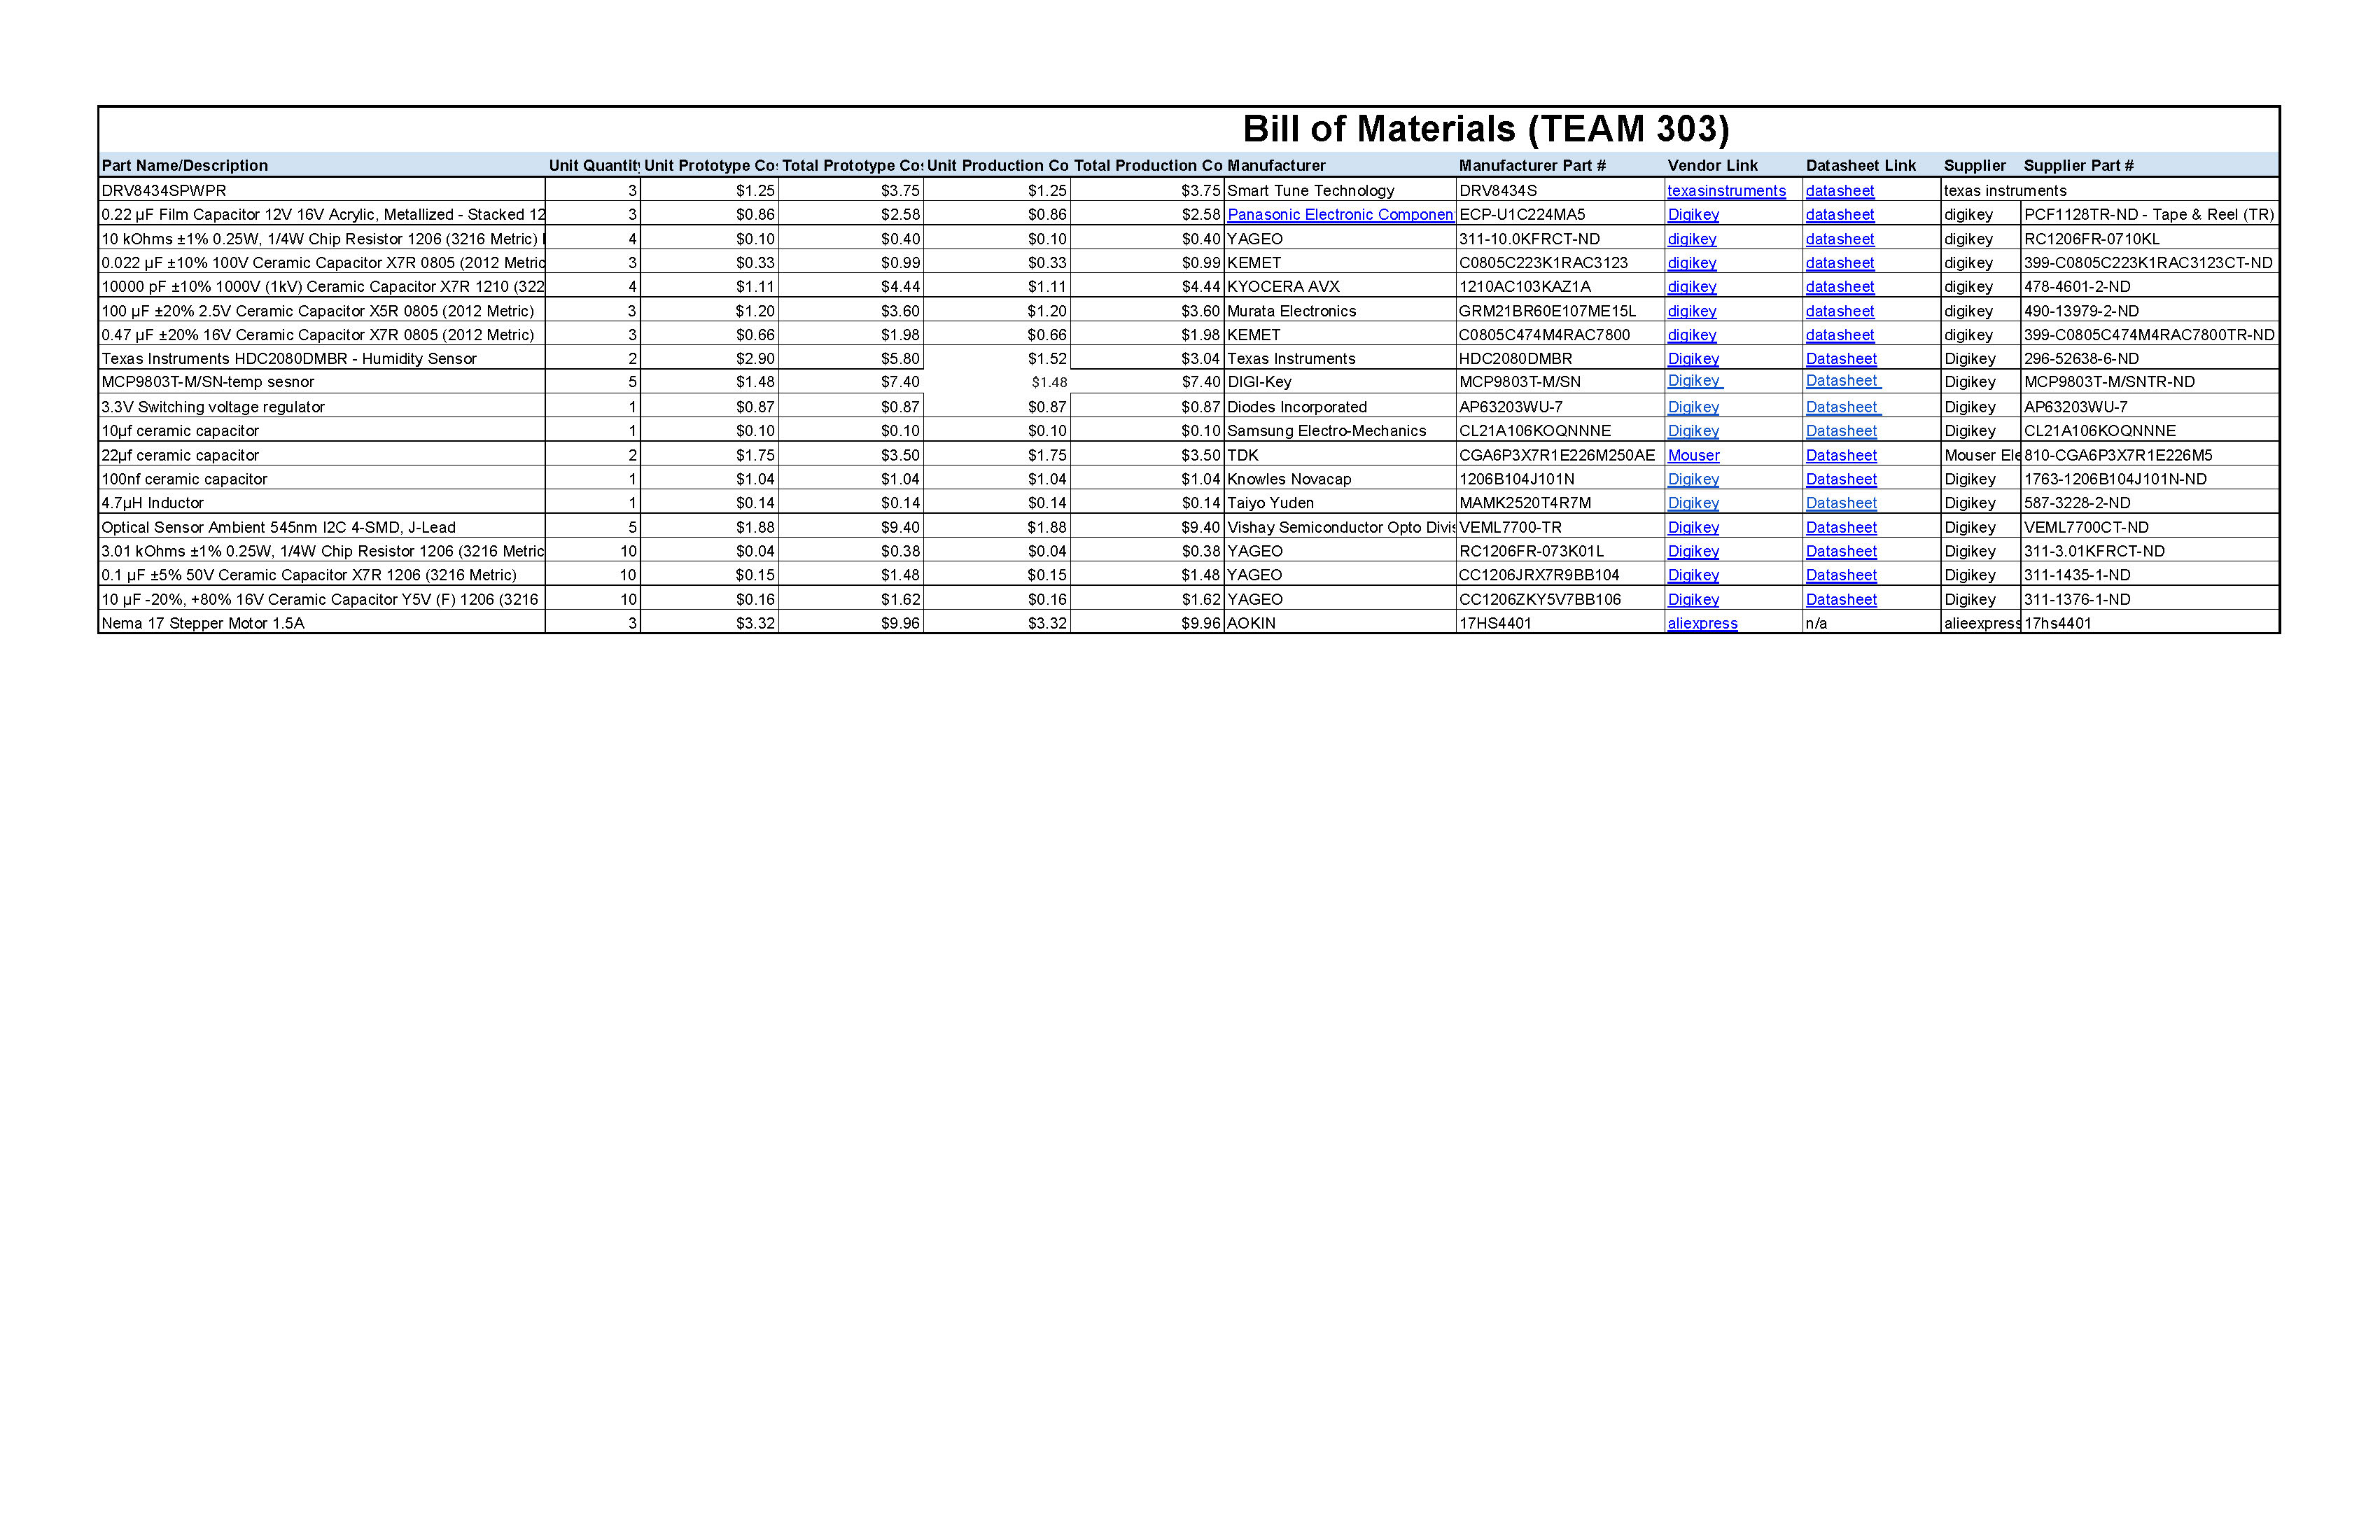 Bill of Materials (TEAM 303)
Part Name/Description Unit Quantity Unit Prototype Cos Total Prototype Cos Unit Production Co Total Production Co Manufacturer Manufacturer Part # Vendor Link Datasheet Link Supplier Supplier Part #
DRV8434SPWPR 3 $1.25 $3.75 $1.25 $3.75 Smart Tune Technology DRV8434S texasinstruments datasheet texas instruments
0.22 µF Film Capacitor 12V 16V Acrylic, Metallized - Stacked 12 3 $0.86 $2.58 $0.86 $2.58 Panasonic Electronic Componen ECP-U1C224MA5 Digikey datasheet digikey PCF1128TR-ND - Tape & Reel (TR)
10 kOhms ±1% 0.25W, 1/4W Chip Resistor 1206 (3216 Metric) 4 $0.10 $0.40 $0.10 $0.40 YAGEO 311-10.0KFRCT-ND digikey datasheet digikey RC1206FR-0710KL
0.022 µF ±10% 100V Ceramic Capacitor X7R 0805 (2012 Metric 3 $0.33 $0.99 $0.33 $0.99 KEMET C0805C223K1RAC3123 digikey datasheet digikey 399-C0805C223K1RAC3123CT-ND
10000 pF ±10% 1000V (1kV) Ceramic Capacitor X7R 1210 (322 4 $1.11 $4.44 $1.11 $4.44 KYOCERA AVX 1210AC103KAZ1A digikey datasheet digikey 478-4601-2-ND
100 µF ±20% 2.5V Ceramic Capacitor X5R 0805 (2012 Metric) 3 $1.20 $3.60 $1.20 $3.60 Murata Electronics GRM21BR60E107ME15L digikey datasheet digikey 490-13979-2-ND
0.47 µF ±20% 16V Ceramic Capacitor X7R 0805 (2012 Metric) 3 $0.66 $1.98 $0.66 $1.98 KEMET C0805C474M4RAC7800 digikey datasheet digikey 399-C0805C474M4RAC7800TR-ND
Texas Instruments HDC2080DMBR - Humidity Sensor 2 $2.90 $5.80 $1.52 $3.04 Texas Instruments HDC2080DMBR Digikey Datasheet Digikey 296-52638-6-ND
MCP9803T-M/SN-temp sesnor 5 $1.48 $7.40 $1.48 $7.40 DIGI-Key MCP9803T-M/SN Digikey Datasheet Digikey MCP9803T-M/SNTR-ND
3.3V Switching voltage regulator 1 $0.87 $0.87 $0.87 $0.87 Diodes Incorporated AP63203WU-7 Digikey Datasheet Digikey AP63203WU-7
10µf ceramic capacitor 1 $0.10 $0.10 $0.10 $0.10 Samsung Electro-Mechanics CL21A106KOQNNNE Digikey Datasheet Digikey CL21A106KOQNNNE
22µf ceramic capacitor 2 $1.75 $3.50 $1.75 $3.50 TDK CGA6P3X7R1E226M250AE Mouser Datasheet Mouser Ele 810-CGA6P3X7R1E226M5
100nf ceramic capacitor 1 $1.04 $1.04 $1.04 $1.04 Knowles Novacap 1206B104J101N Digikey Datasheet Digikey 1763-1206B104J101N-ND
4.7µH Inductor 1 $0.14 $0.14 $0.14 $0.14 Taiyo Yuden MAMK2520T4R7M Digikey Datasheet Digikey 587-3228-2-ND
Optical Sensor Ambient 545nm I2C 4-SMD, J-Lead 5 $1.88 $9.40 $1.88 $9.40 Vishay Semiconductor Opto Divis VEML7700-TR Digikey Datasheet Digikey VEML7700CT-ND
3.01 kOhms ±1% 0.25W, 1/4W Chip Resistor 1206 (3216 Metric 10 $0.04 $0.38 $0.04 $0.38 YAGEO RC1206FR-073K01L Digikey Datasheet Digikey 311-3.01KFRCT-ND
0.1 µF ±5% 50V Ceramic Capacitor X7R 1206 (3216 Metric) 10 $0.15 $1.48 $0.15 $1.48 YAGEO CC1206JRX7R9BB104 Digikey Datasheet Digikey 311-1435-1-ND
10 µF -20%, +80% 16V Ceramic Capacitor Y5V (F) 1206 (3216 10 $0.16 $1.62 $0.16 $1.62 YAGEO CC1206ZKY5V7BB106 Digikey Datasheet Digikey 311-1376-1-ND
Nema 17 Stepper Motor 1.5A 3 $3.32 $9.96 $3.32 $9.96 AOKIN 17HS4401 aliexpress n/a alieexpress 17hs4401